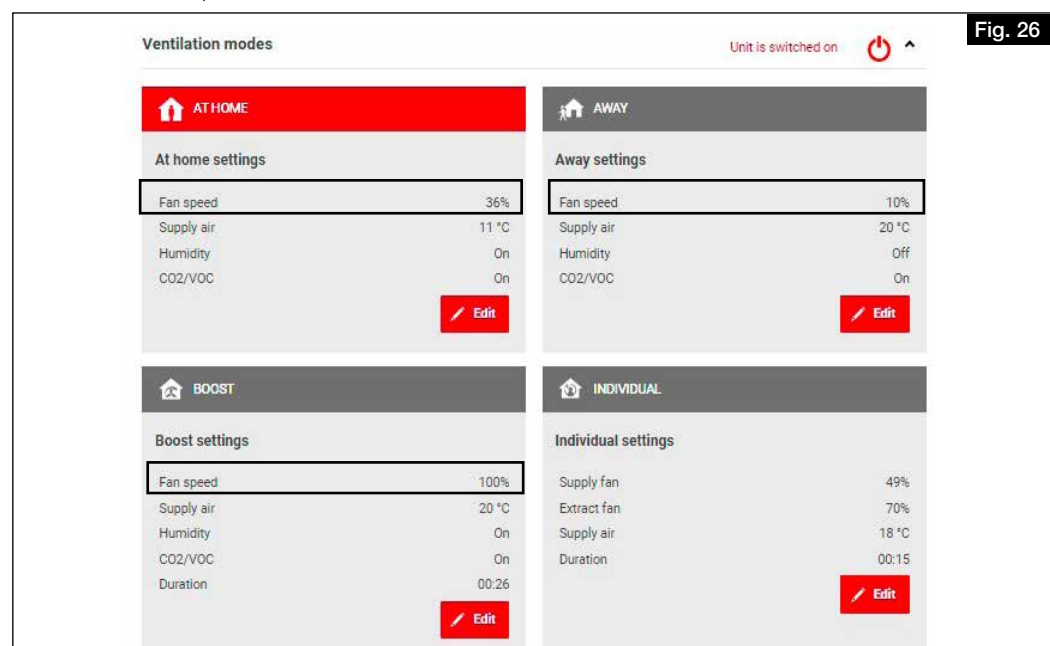 Fig. 26
Ventilation modes
Unit is switched on
AT HOME
At home settings
Fan speed 36%
Supply air 11 °C
Humidity On
CO2/VOC On
Edit
AWAY
Away settings
Fan speed 10%
Supply air 20 °C
Humidity Off
CO2/VOC On
Edit
BOOST
Boost settings
Fan speed 100%
Supply air 20 °C
Humidity On
CO2/VOC On
Duration 00:26
Edit
INDIVIDUAL
Individual settings
Supply fan 49%
Extract fan 70%
Supply air 18 °C
Duration 00:15
Edit